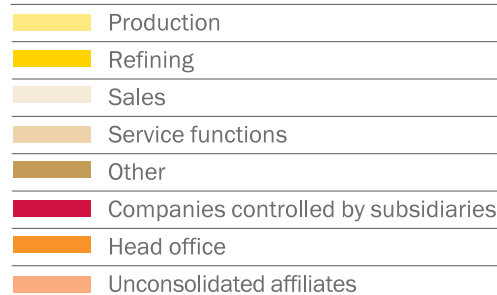 Production
Refining
Sales
Service functions
Other
Companies controlled by subsidiaries
Head office
Unconsolidated affiliates